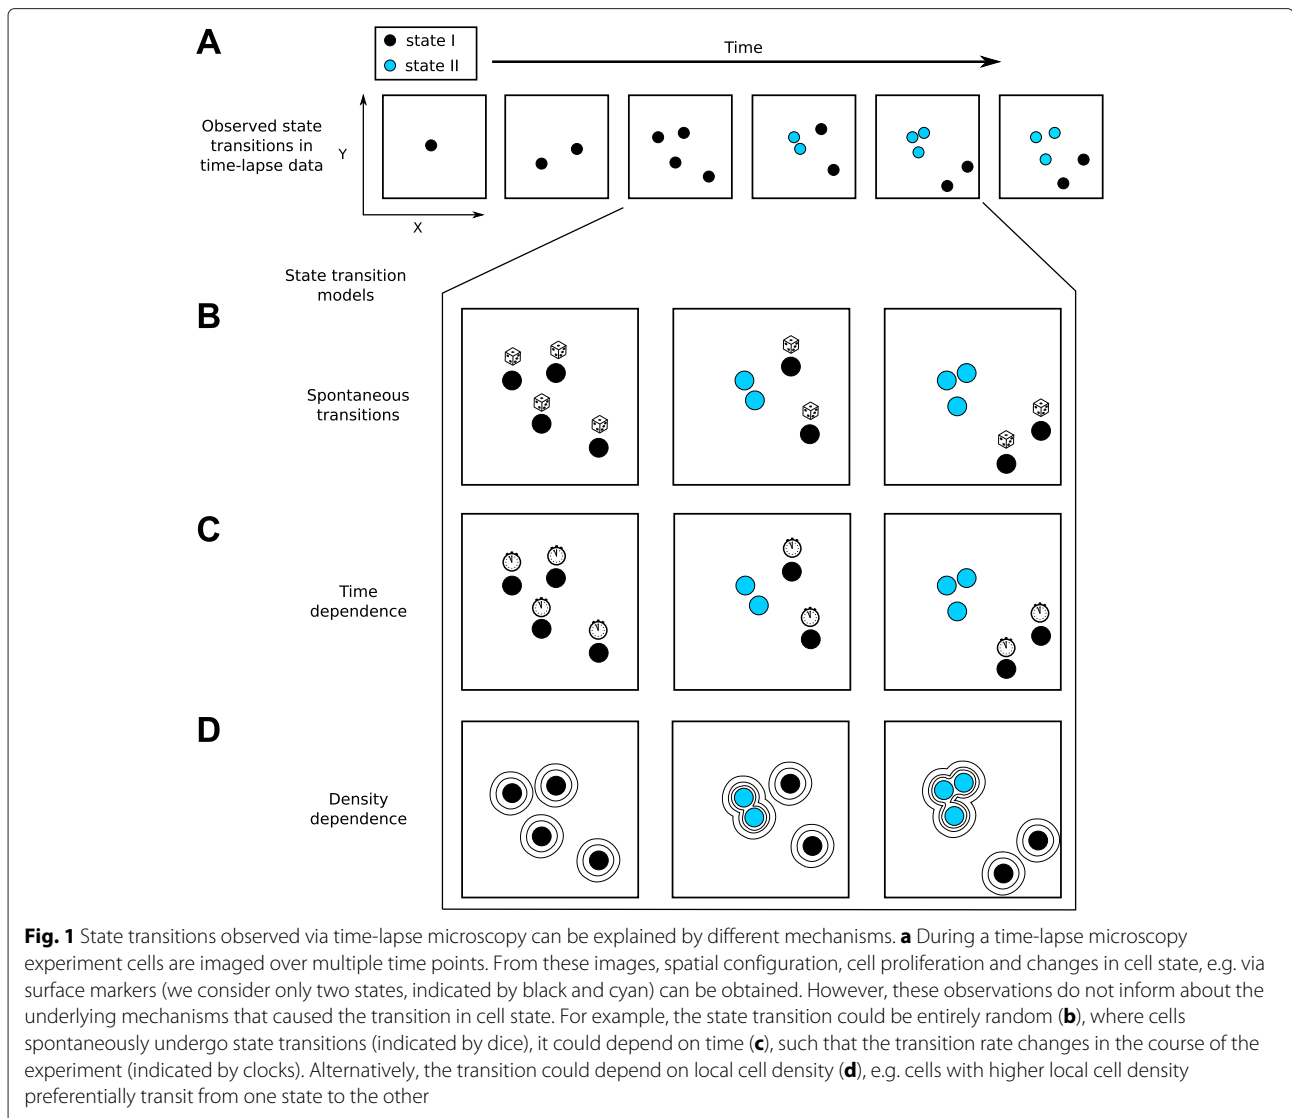 A
state I
state II
Time
Observed state
transitions in
time-lapse data
Y
X
State transition
models
B
Spontaneous
transitions
C
Time
dependence
D
Density
dependence
Fig. 1 State transitions observed via time-lapse microscopy can be explained by different mechanisms. a During a time-lapse microscopy
experiment cells are imaged over multiple time points. From these images, spatial configuration, cell proliferation and changes in cell state, e.g. via
surface markers (we consider only two states, indicated by black and cyan) can be obtained. However, these observations do not inform about the
underlying mechanisms that caused the transition in cell state. For example, the state transition could be entirely random (b), where cells
spontaneously undergo state transitions (indicated by dice), it could depend on time (c), such that the transition rate changes in the course of the
experiment (indicated by clocks). Alternatively, the transition could depend on local cell density (d), e.g. cells with higher local cell density
preferentially transit from one state to the other